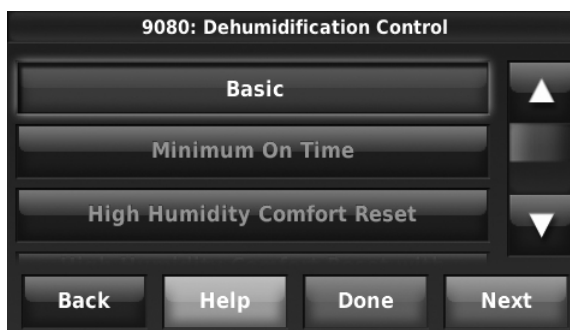 9080: Dehumidification Control
Basic
Minimum On Time
High Humidity Comfort Reset
Back
Help
Done
Next